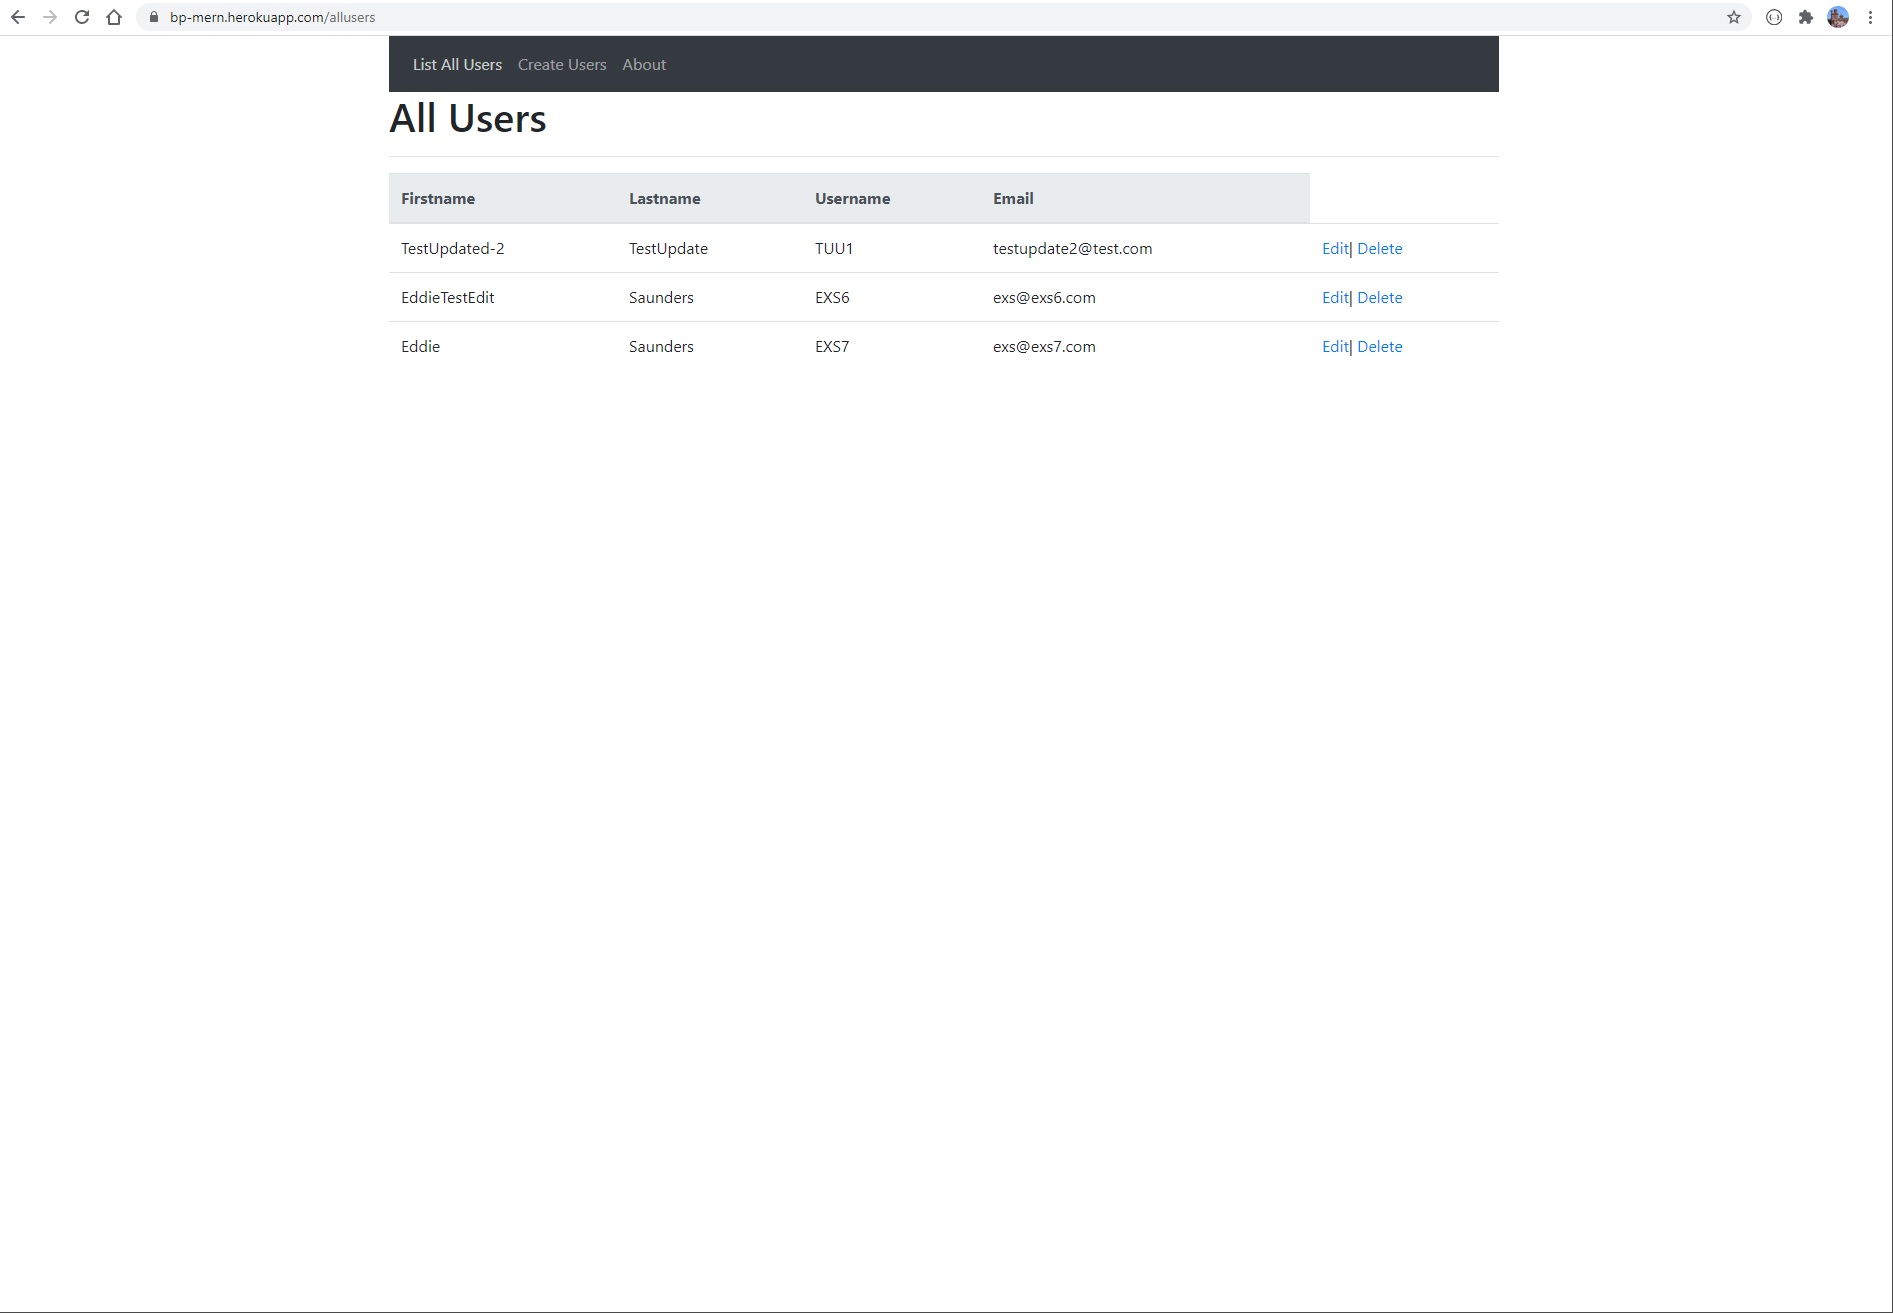 bp-mern.herokuapp.com/allusers
List All Users Create Users About
All Users
Firstname Lastname Username Email
TestUpdated-2 TestUpdate TUU1 testupdate2@test.com Edit| Delete
EddieTestEdit Saunders EXS6 exs@exs6.com Edit| Delete
Eddie Saunders EXS7 exs@exs7.com Edit| Delete